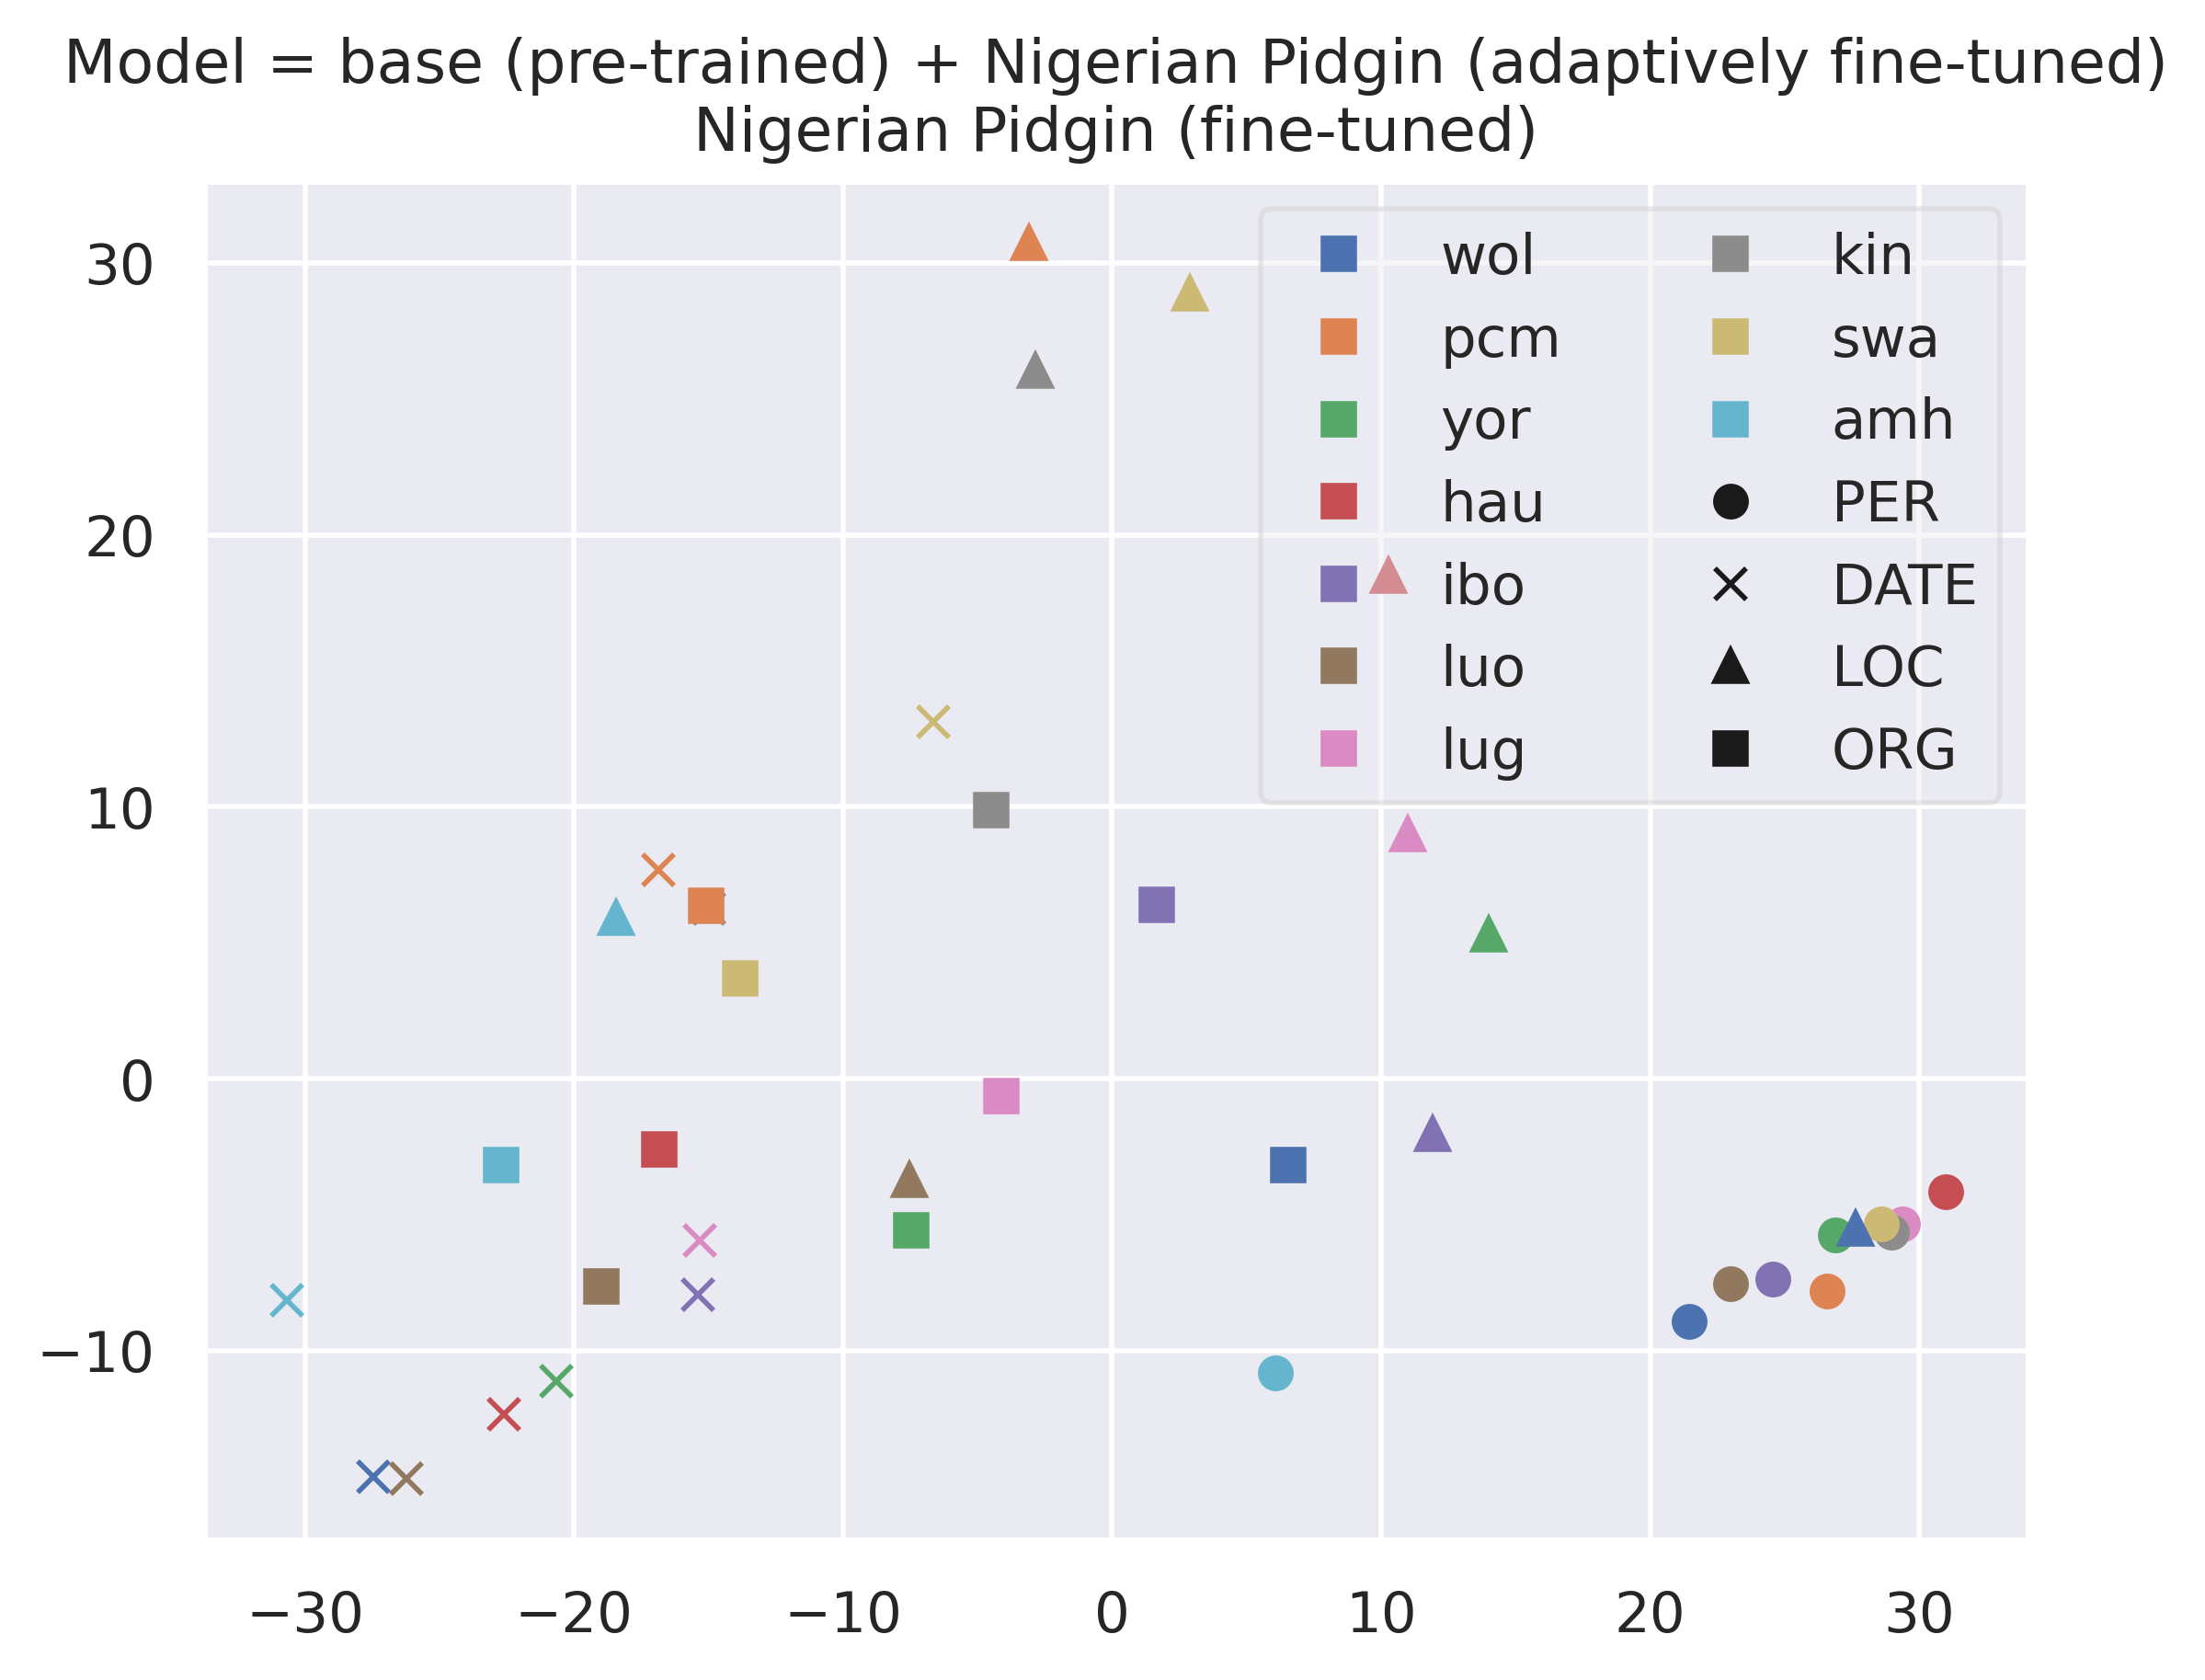 Model = base (pre-trained) + Nigerian Pidgin (adaptively fine-tuned)
Nigerian Pidgin (fine-tuned)
30
20
10
0
−10
wol
pcm
yor
hau
ibo
luo
lug
kin
swa
amh
PER
DATE
LOC
ORG
−30
−20
−10
0
10
20
30